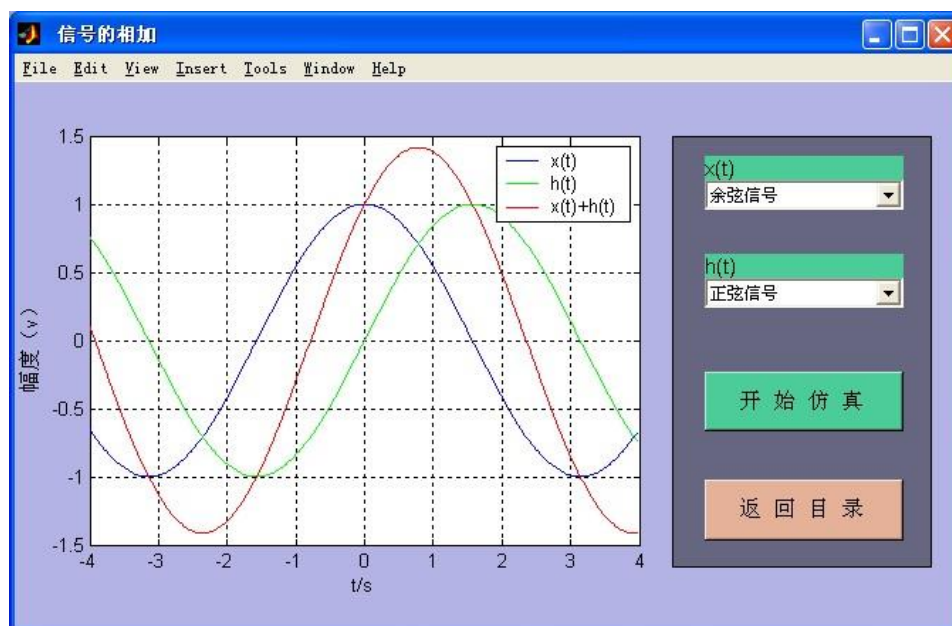 信号的相加
File Edit View Insert Tools Window Help
1.5
1
0.5
0
-0.5
-1
-1.5
幅度（v）
-4 -3 -2 -1 0 1 2 3 4
t/s
x(t)
h(t)
x(t)+h(t)
x(t)
余弦信号
h(t)
正弦信号
开始仿真
返回目录